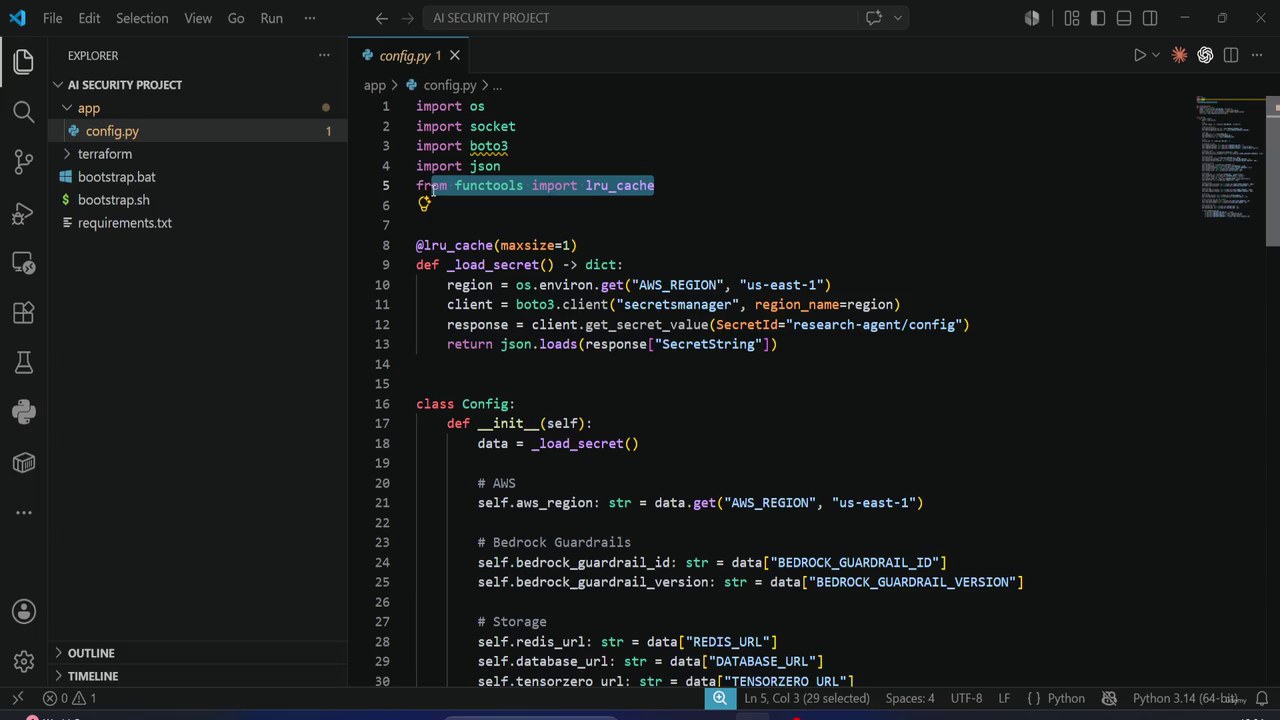 File Edit Selection View Go Run ···
AI SECURITY PROJECT
EXPLORER
AI SECURITY PROJECT
app
config.py 1
terraform
bootstrap.bat
bootstrap.sh
requirements.txt
OUTLINE
TIMELINE
config.py 1
app > config.py > ...
1 import os
2 import socket
3 import boto3
4 import json
5 from functools import lru_cache
6
7
8 @lru_cache(maxsize=1)
9 def _load_secret() -> dict:
10 region = os.environ.get("AWS_REGION", "us-east-1")
11 client = boto3.client("secretsmanager", region_name=region)
12 response = client.get_secret_value(SecretId="research-agent/config")
13 return json.loads(response["SecretString"])
14
15
16 class Config:
17 def __init__(self):
18 data = _load_secret()
19
20 # AWS
21 self.aws_region: str = data.get("AWS_REGION", "us-east-1")
22
23 # Bedrock Guardrails
24 self.bedrock_guardrail_id: str = data["BEDROCK_GUARDRAIL_ID"]
25 self.bedrock_guardrail_version: str = data["BEDROCK_GUARDRAIL_VERSION"]
26
27 # Storage
28 self.redis_url: str = data["REDIS_URL"]
29 self.database_url: str = data["DATABASE_URL"]
30 self.tensorzero_url: str = data["TENSORZERO_URL"]
0 1 Ln 5, Col 3 (29 selected) Spaces: 4 UTF-8 LF { } Python Python 3.14 (64-bit)